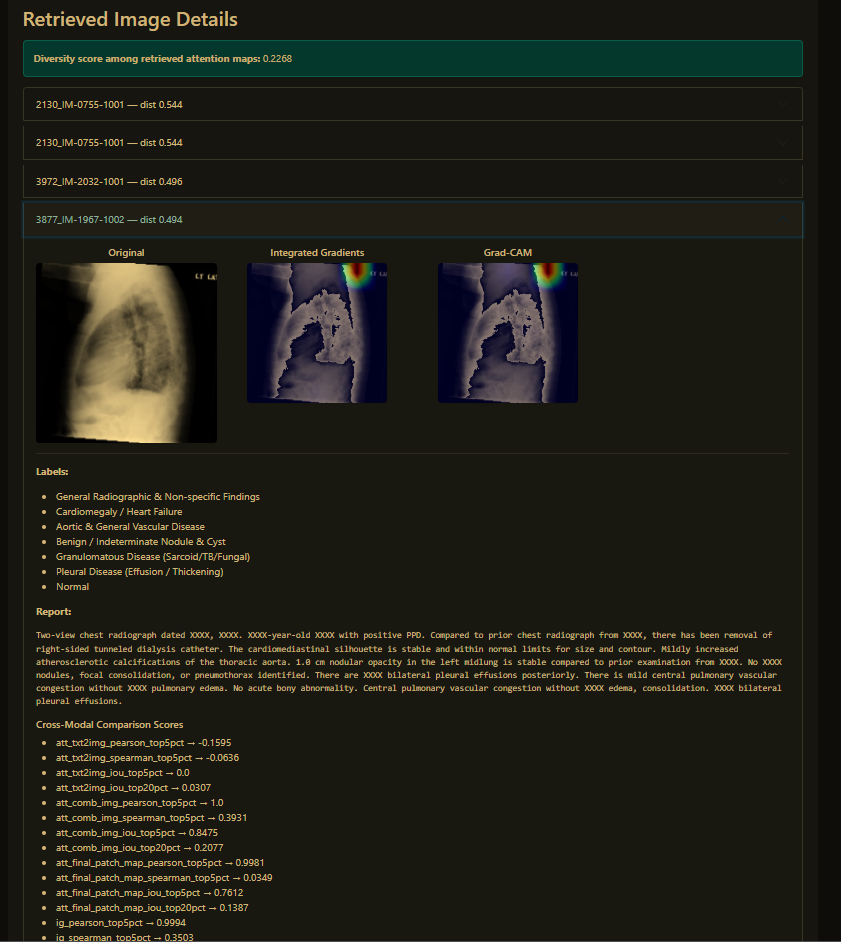 Retrieved Image Details
Diversity score among retrieved attention maps: 0.2268
2130_IM-0755-1001 — dist 0.544
2130_IM-0755-1001 — dist 0.544
3972_IM-2032-1001 — dist 0.496
3877_IM-1967-1002 — dist 0.494
Original
Integrated Gradients
Grad-CAM
Labels:
General Radiographic & Non-specific Findings
Cardiomegaly / Heart Failure
Aortic & General Vascular Disease
Benign / Indeterminate Nodule & Cyst
Granulomatous Disease (Sarcoid/TB/Fungal)
Pleural Disease (Effusion / Thickening)
Normal
Report:
Two-view chest radiograph dated XXXX, XXXX. XXXX-year-old XXXX with positive PPD. Compared to prior chest radiograph from XXXX, there has been removal of
right-sided tunneled dialysis catheter. The cardiomediastinal silhouette is stable and within normal limits for size and contour. Mildly increased
atherosclerotic calcifications of the thoracic aorta. 1.0 cm nodular opacity in the left midlung is stable compared to prior examination from XXXX. No XXXX
nodules, focal consolidation, or pneumothorax identified. There are XXXX bilateral pleural effusions posteriorly. There is mild central pulmonary vascular
congestion without XXXX pulmonary edema. No acute bony abnormality. Central pulmonary vascular congestion without XXXX edema, consolidation. XXXX bilateral
pleural effusions.
Cross-Modal Comparison Scores
att_txt2img_pearson_top5pct → -0.1595
att_txt2img_spearman_top5pct → -0.0636
att_txt2img_iou_top5pct → 0.0
att_txt2img_iou_top20pct → 0.0307
att_comb_img_pearson_top5pct → 1.0
att_comb_img_spearman_top5pct → 0.3931
att_comb_img_iou_top5pct → 0.8475
att_comb_img_iou_top20pct → 0.2077
att_final_patch_map_pearson_top5pct → 0.9981
att_final_patch_map_spearman_top5pct → 0.0349
att_final_patch_map_iou_top5pct → 0.7612
att_final_patch_map_iou_top20pct → 0.1387
ig_pearson_top5pct → 0.9994
ig_spearman_top5pct → 0.3503